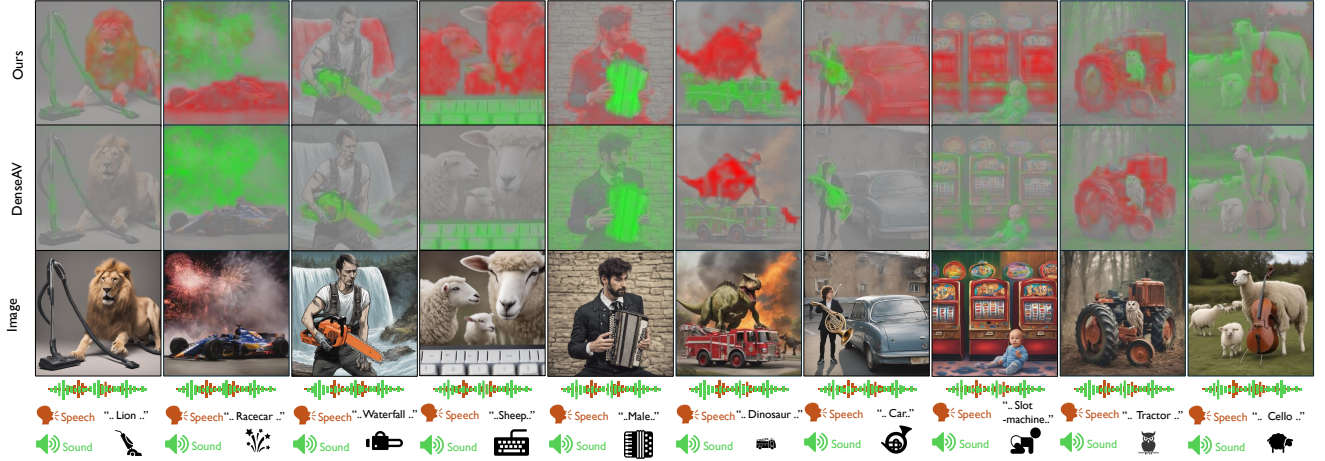 Ours
DenseAV
Image
Speech ".. Lion .." Speech ".. Racecar .." Speech ".. Waterfall .." Speech "..Sheep.." Speech "..Male.." Speech ".. Dinosaur .." Speech ".. Car.." Speech ".. Slot -machine.." Speech ".. Tractor .." Speech ".. Cello .."
Sound Sound Sound Sound Sound Sound Sound Sound Sound Sound